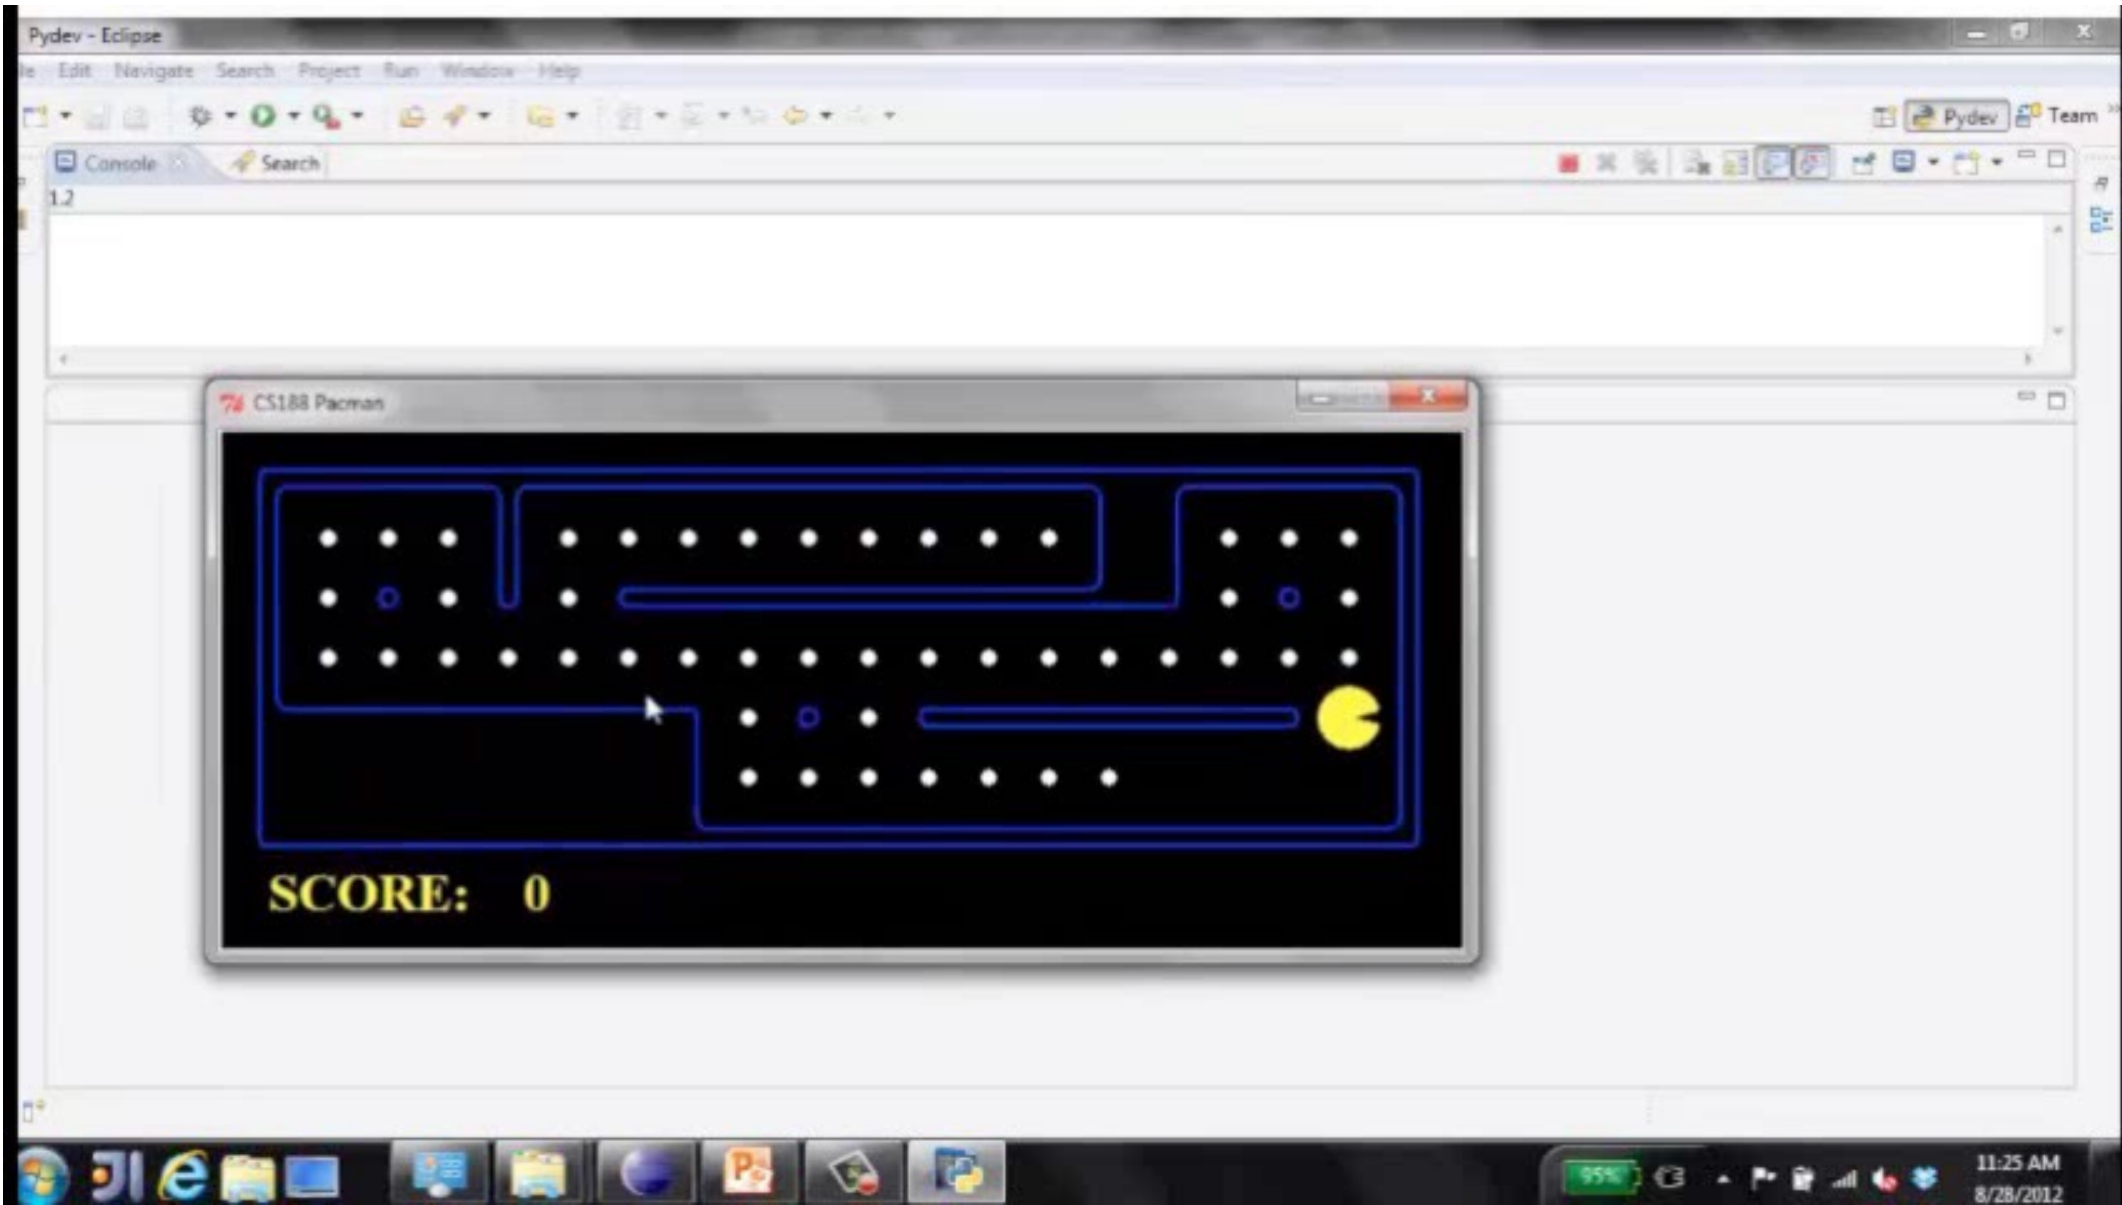 Pydev - Eclipse
Edit Navigate Search Project Run Window Help
Pydev Team
Console Search
1.2
CS188 Pacman
SCORE: 0
95%
11:25 AM
8/28/2012